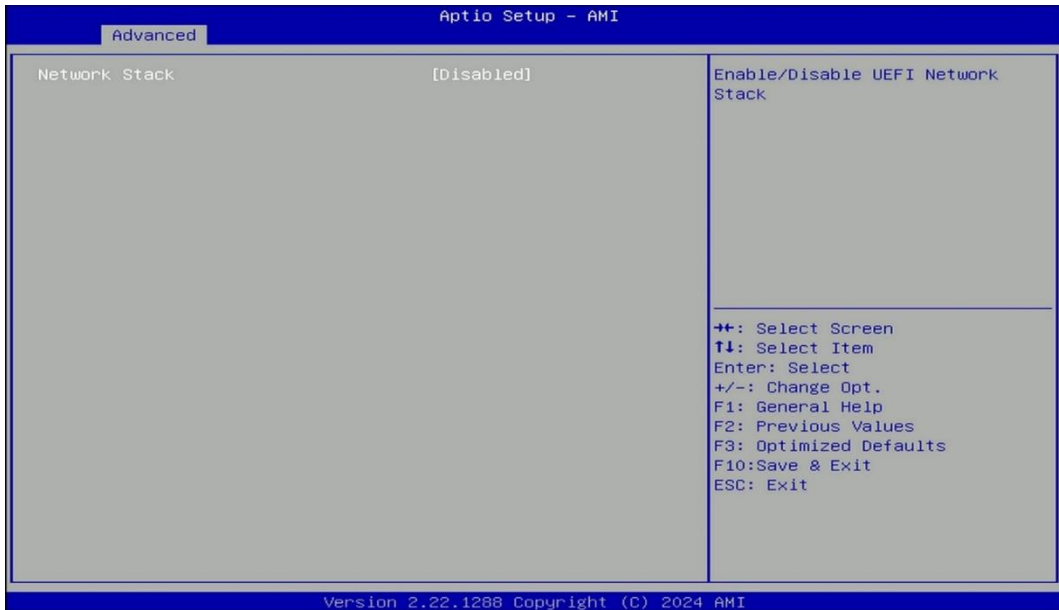 Aptio Setup – AMI
Advanced
Network Stack [Disabled]
Enable/Disable UEFI Network
Stack
→←: Select Screen
↑↓: Select Item
Enter: Select
+/-: Change Opt.
F1: General Help
F2: Previous Values
F3: Optimized Defaults
F10:Save & Exit
ESC: Exit
Version 2.22.1288 Copyright (C) 2024 AMI